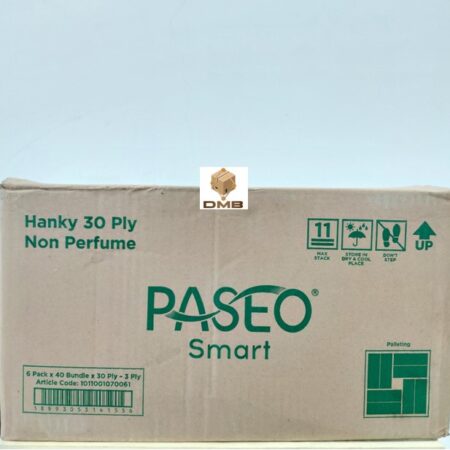 DMB
Hanky 30 Ply
Non Perfume
11
MAX
STACK
STORE IN
DRY & COOL
PLACE
DON'T
STEP
UP
PASEO®
Smart
Palleting
6 Pack x 40 Bundle x 30 Ply - 3 Ply
Article Code: 1011001070061